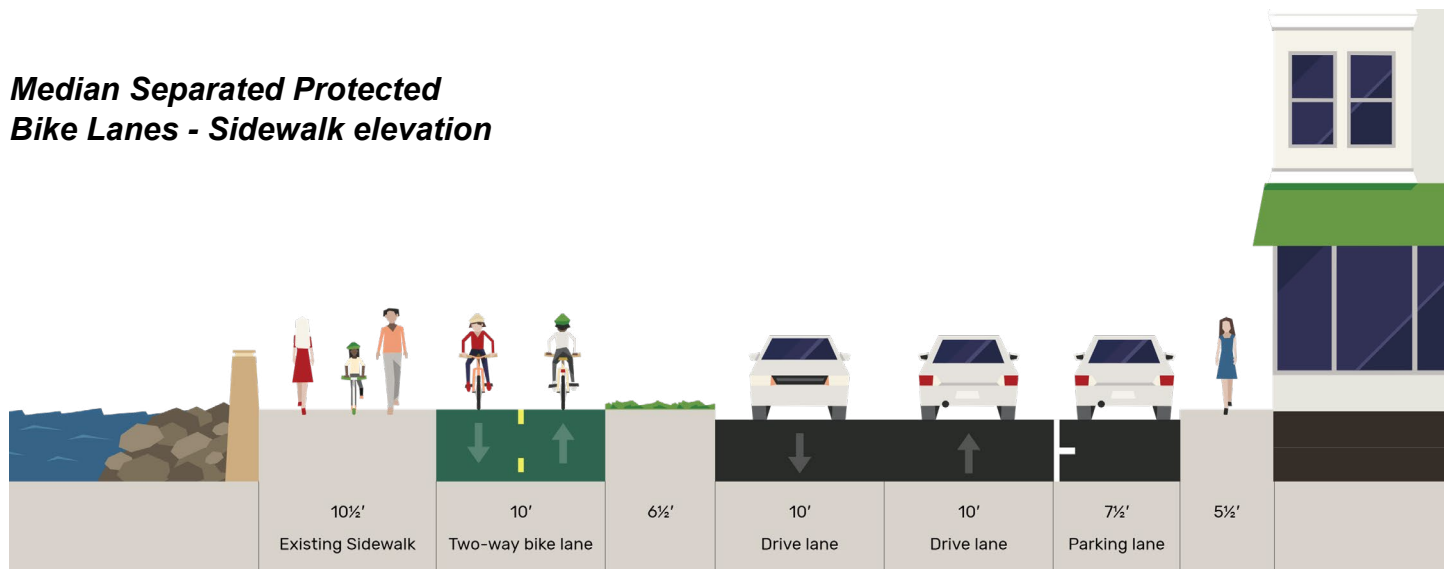 Median Separated Protected
Bike Lanes - Sidewalk elevation
10½′ 10′ 6½′ 10′ 10′ 7½′ 5½′
Existing Sidewalk Two-way bike lane Drive lane Drive lane Parking lane